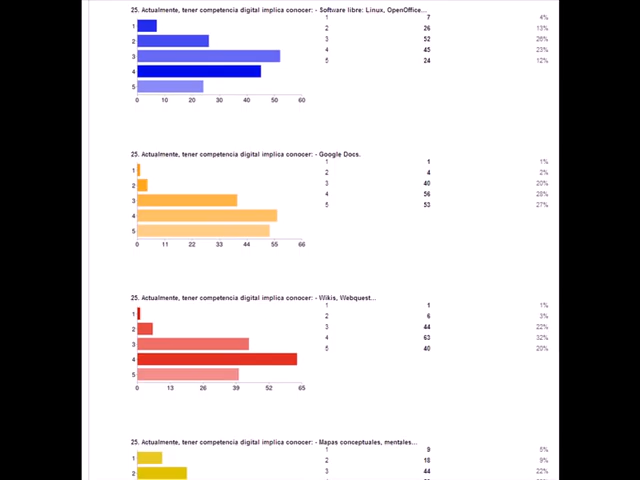 25. Actualmente, tener competencia digital implica conocer: - Software libre: Linux, OpenOffice...
1 7 4%
2 26 13%
3 52 26%
4 45 23%
5 24 12%
1
2
3
4
5
0 10 20 30 40 50 60
25. Actualmente, tener competencia digital implica conocer: - Google Docs.
1 1 1%
2 4 2%
3 40 20%
4 56 28%
5 53 27%
1
2
3
4
5
0 11 22 33 44 55 66
25. Actualmente, tener competencia digital implica conocer: - Wikis, Webquest...
1 1 1%
2 6 3%
3 44 22%
4 63 32%
5 40 20%
1
2
3
4
5
0 13 26 39 52 65
25. Actualmente, tener competencia digital implica conocer: - Mapas conceptuales, mentales...
1 9 5%
2 18 9%
3 44 22%
1
2